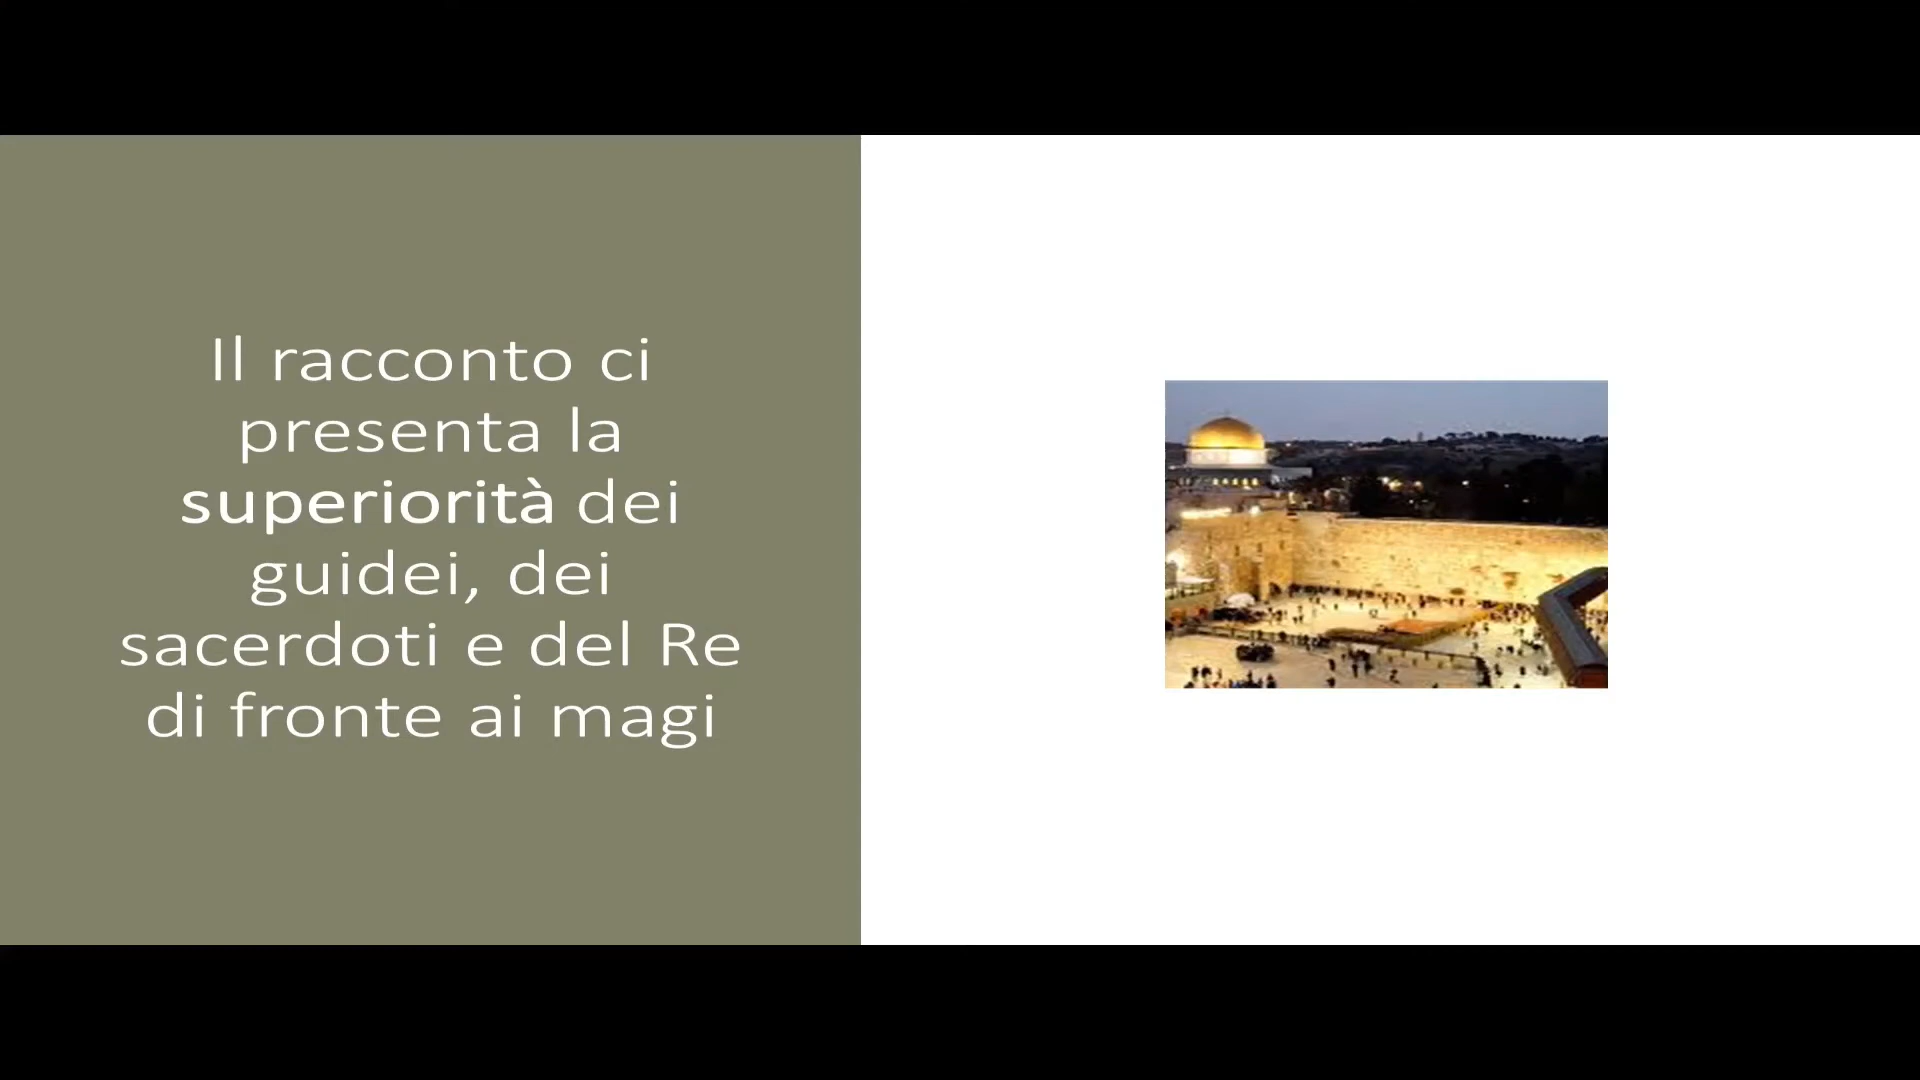 Il racconto ci
presenta la
superiorità dei
guidei, dei
sacerdoti e del Re
di fronte ai magi